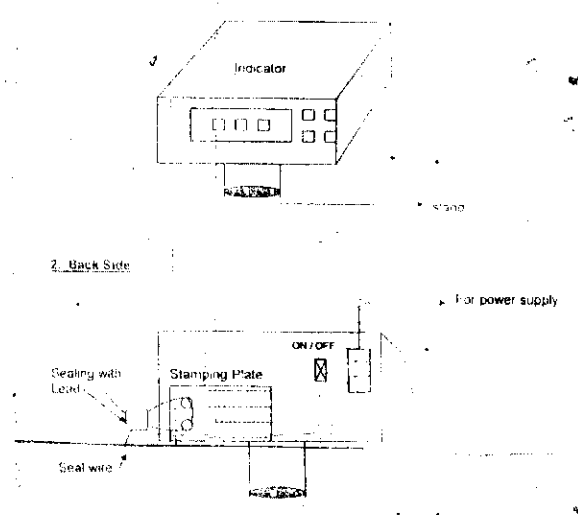 Indicator
stand
2. Back Side
For power supply
ON / OFF
Sealing with
Lead
Stamping Plate
Seal wire